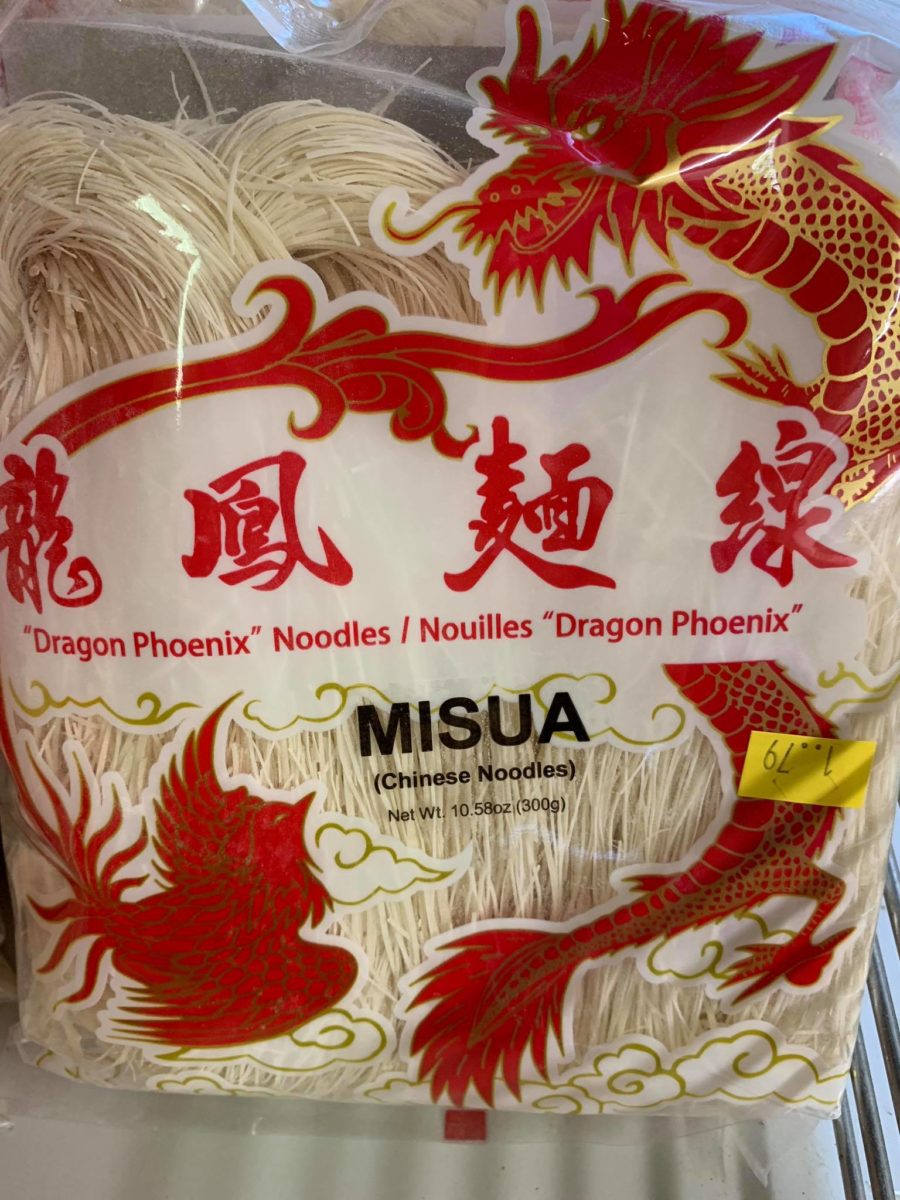 龍鳳麵線
"Dragon Phoenix" Noodles / Nouilles "Dragon Phoenix"
MISUA
(Chinese Noodles)
Net Wt. 10.58oz (300g)
1..79